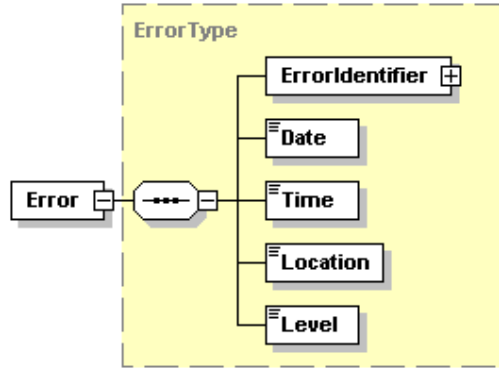 ErrorType
ErrorIdentifier
Date
Error
Time
Location
Level